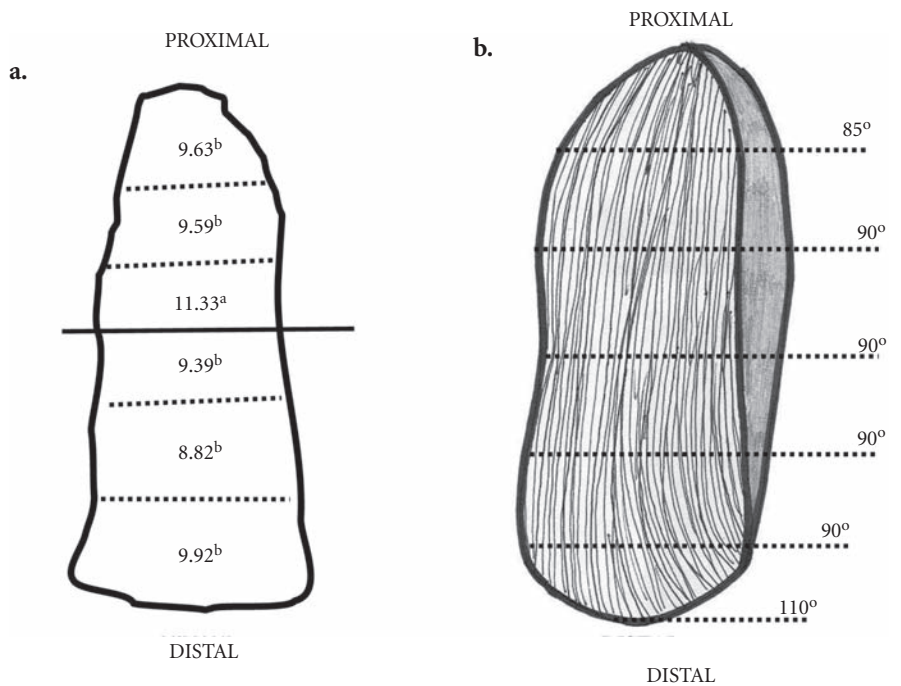 PROXIMAL
a.
9.63ᵇ
9.59ᵇ
11.33ᵃ
9.39ᵇ
8.82ᵇ
9.92ᵇ
DISTAL
PROXIMAL
b.
85º
90º
90º
90º
90º
110º
DISTAL